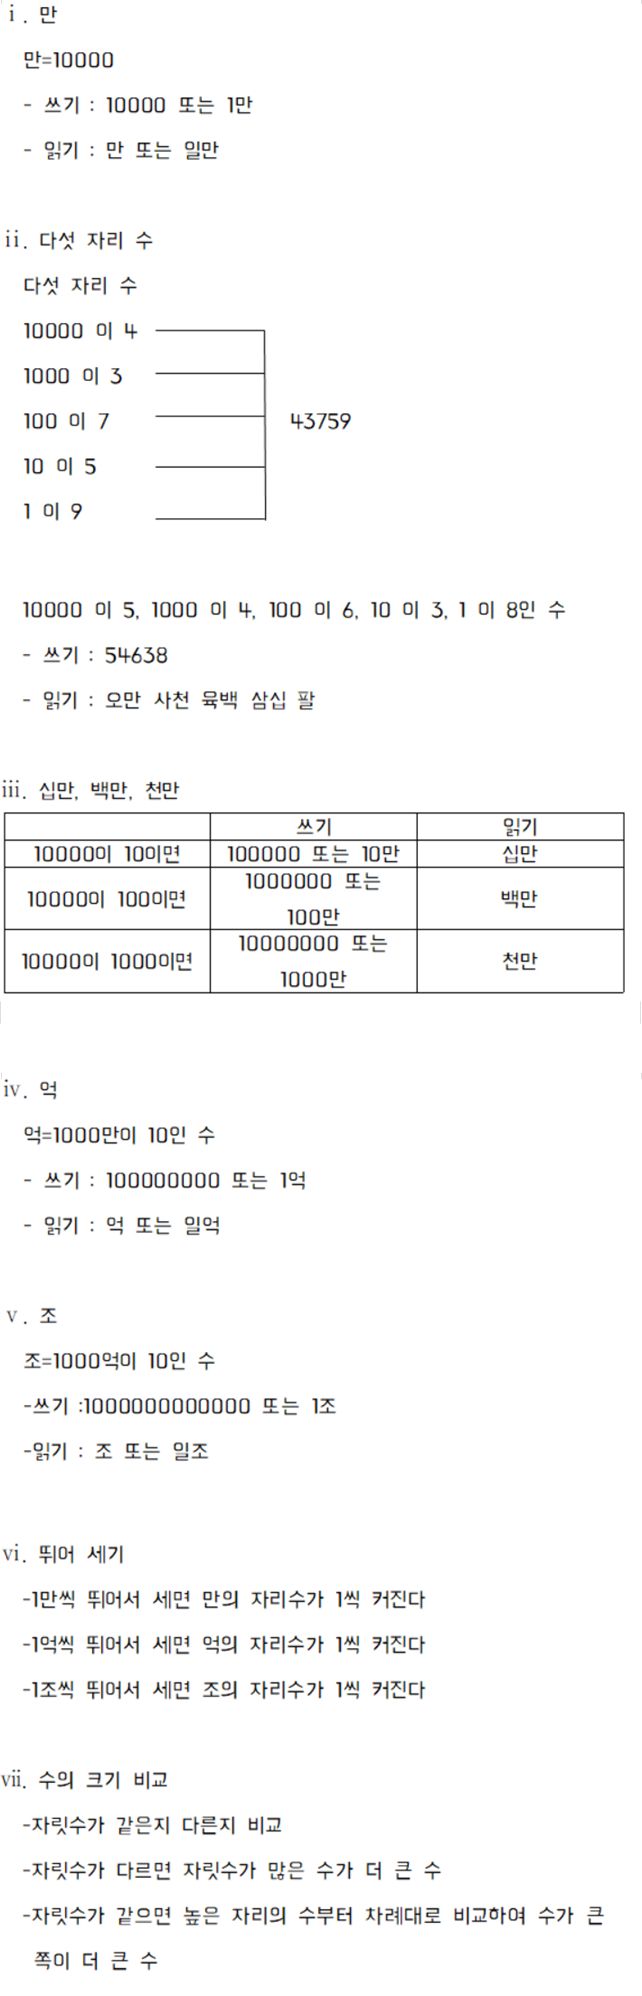 ⅰ. 만
만=10000
- 쓰기 : 10000 또는 1만
- 읽기 : 만 또는 일만
ⅱ. 다섯 자리 수
다섯 자리 수
10000 이 4
1000 이 3
100 이 7 43759
10 이 5
1 이 9
10000 이 5, 1000 이 4, 100 이 6, 10 이 3, 1 이 8인 수
- 쓰기 : 54638
- 읽기 : 오만 사천 육백 삼십 팔
ⅲ. 십만, 백만, 천만
쓰기 읽기
10000이 10이면 100000 또는 10만 십만
10000이 100이면 1000000 또는 100만 백만
10000이 1000이면 10000000 또는 1000만 천만
ⅳ. 억
억=1000만이 10인 수
- 쓰기 : 100000000 또는 1억
- 읽기 : 억 또는 일억
ⅴ. 조
조=1000억이 10인 수
-쓰기 :1000000000000 또는 1조
-읽기 : 조 또는 일조
ⅵ. 뛰어 세기
-1만씩 뛰어서 세면 만의 자리수가 1씩 커진다
-1억씩 뛰어서 세면 억의 자리수가 1씩 커진다
-1조씩 뛰어서 세면 조의 자리수가 1씩 커진다
ⅶ. 수의 크기 비교
-자릿수가 같은지 다른지 비교
-자릿수가 다르면 자릿수가 많은 수가 더 큰 수
-자릿수가 같으면 높은 자리의 수부터 차례대로 비교하여 수가 큰
쪽이 더 큰 수